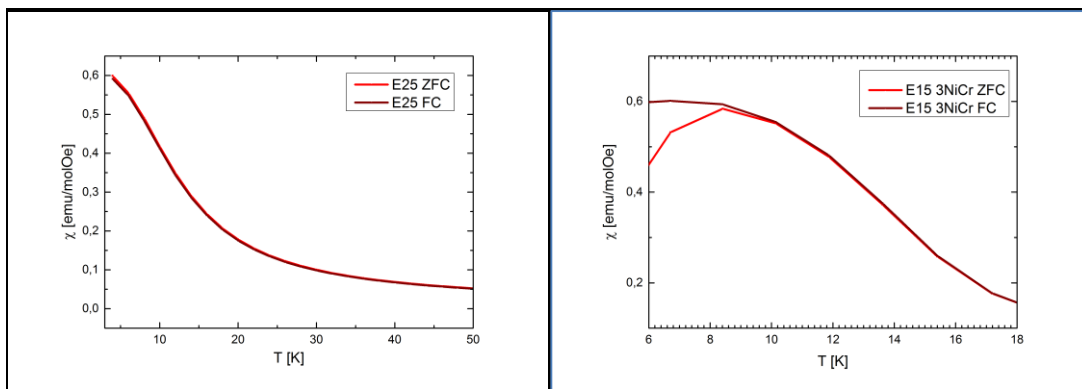 0,6
0,5
0,4
0,3
0,2
0,1
0,0
χ [emu/molOe]
10
20
30
40
50
T [K]
E25 ZFC
E25 FC
0,6
0,4
0,2
χ [emu/molOe]
6
8
10
12
14
16
18
T [K]
E15 3NiCr ZFC
E15 3NiCr FC